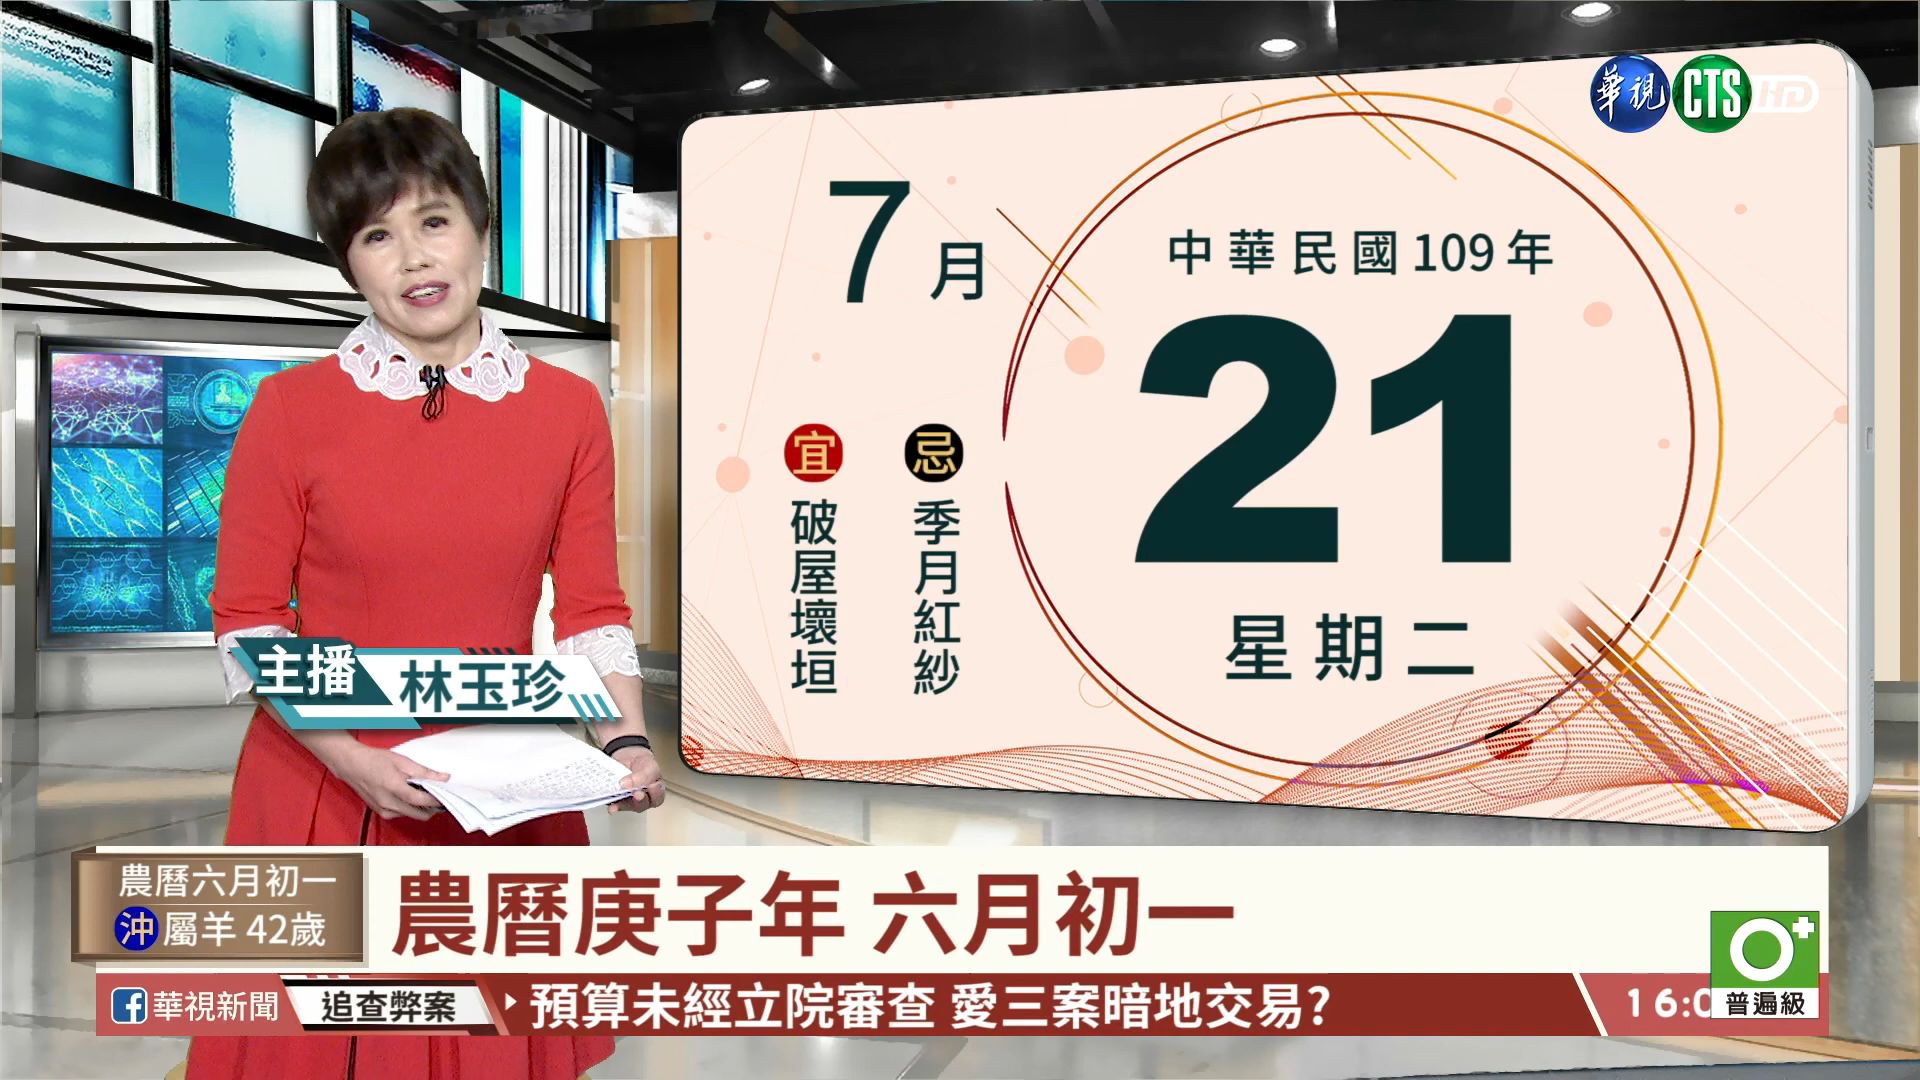 華視 CTS HD
7月
中華民國109年
21
星期二
宜
破屋壞垣
忌
季月紅紗
主播 林玉珍
農曆六月初一
沖屬羊 42歲
農曆庚子年 六月初一
華視新聞
追查弊案
預算未經立院審查 愛三案暗地交易?
16:0
普遍級